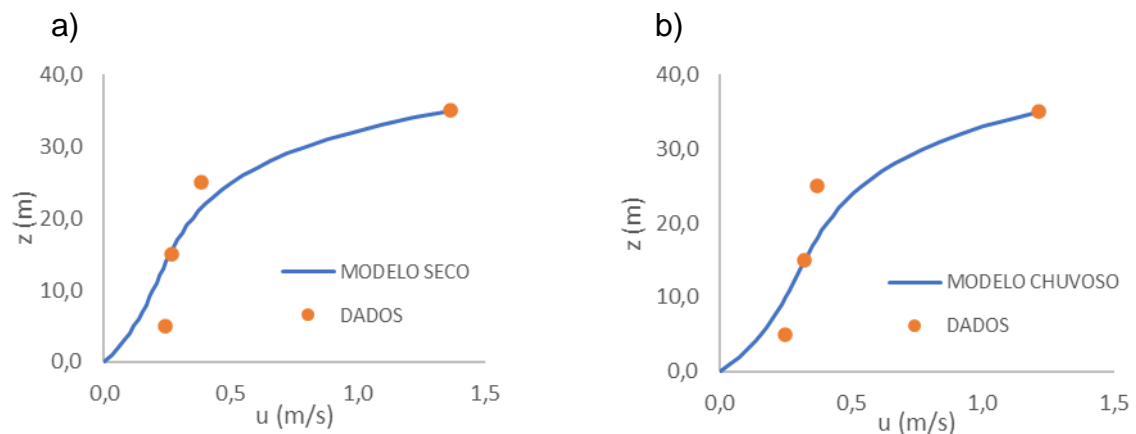 a)
40,0
30,0
20,0
10,0
0,0
z (m)
MODELO SECO
DADOS
0,0 0,5 1,0 1,5
u (m/s)
b)
40,0
30,0
20,0
10,0
0,0
z (m)
MODELO CHUVOSO
DADOS
0,0 0,5 1,0 1,5
u (m/s)